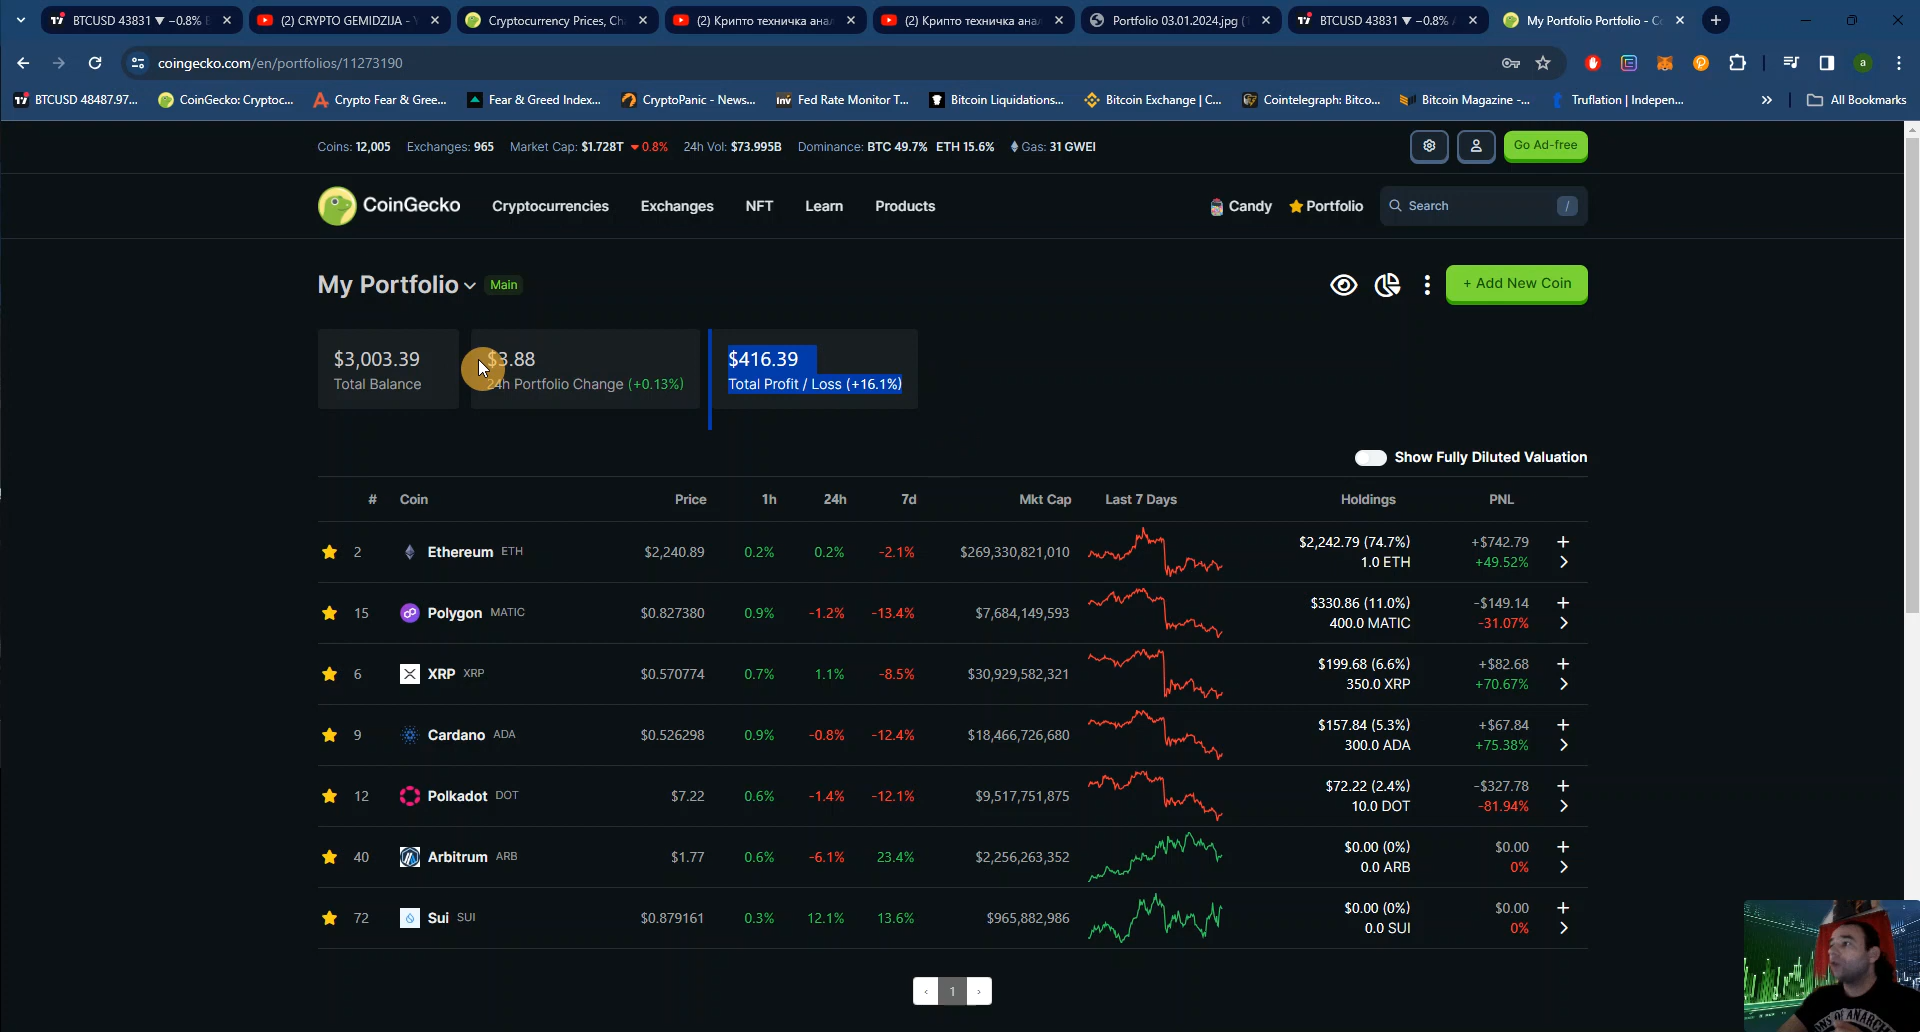 BTCUSD 43831 ▼ −0.8%
(2) CRYPTO GEMIDZIJA -
Cryptocurrency Prices, Ch
(2) Крипто техничка ана
(2) Крипто техничка ана
Portfolio 03.01.2024.jpg
BTCUSD 43831 ▼ −0.8%
My Portfolio Portfolio -
coingecko.com/en/portfolios/11273190
a
BTCUSD 48487.97...
CoinGecko: Cryptoc...
Crypto Fear & Gree...
Fear & Greed Index...
CryptoPanic - News...
Inv Fed Rate Monitor T...
Bitcoin Liquidations...
Bitcoin Exchange | C...
Cointelegraph: Bitco...
Bitcoin Magazine -...
Truflation | Indepen...
»
All Bookmarks
Coins: 12,005 Exchanges: 965 Market Cap: $1.728T ▼ 0.8% 24h Vol: $73.995B Dominance: BTC 49.7% ETH 15.6% Gas: 31 GWEI
Go Ad-free
CoinGecko
Cryptocurrencies Exchanges NFT Learn Products
Candy Portfolio
Search /
My Portfolio Main
+ Add New Coin
$3,003.39
Total Balance
$3.88
24h Portfolio Change (+0.13%)
$416.39
Total Profit / Loss (+16.1%)
Show Fully Diluted Valuation
# Coin Price 1h 24h 7d Mkt Cap Last 7 Days Holdings PNL
2 Ethereum ETH $2,240.89 0.2% 0.2% -2.1% $269,330,821,010 $2,242.79 (74.7%) +$742.79 +
1.0 ETH +49.52%
15 Polygon MATIC $0.827380 0.9% -1.2% -13.4% $7,684,149,593 $330.86 (11.0%) -$149.14 +
400.0 MATIC -31.07%
6 XRP XRP $0.570774 0.7% 1.1% -8.5% $30,929,582,321 $199.68 (6.6%) +$82.68 +
350.0 XRP +70.67%
9 Cardano ADA $0.526298 0.9% -0.8% -12.4% $18,466,726,680 $157.84 (5.3%) +$67.84 +
300.0 ADA +75.38%
12 Polkadot DOT $7.22 0.6% -1.4% -12.1% $9,517,751,875 $72.22 (2.4%) -$327.78 +
10.0 DOT -81.94%
40 Arbitrum ARB $1.77 0.6% -6.1% 23.4% $2,256,263,352 $0.00 (0%) $0.00 +
0.0 ARB 0%
72 Sui SUI $0.879161 0.3% 12.1% 13.6% $965,882,986 $0.00 (0%) $0.00 +
0.0 SUI 0%
‹ 1 ›